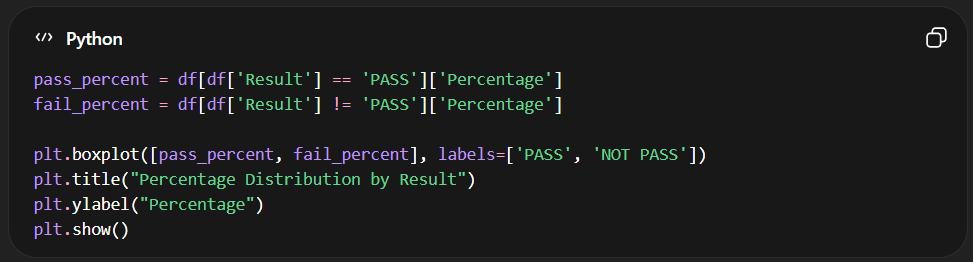 Python
pass_percent = df[df['Result'] == 'PASS']['Percentage']
fail_percent = df[df['Result'] != 'PASS']['Percentage']
plt.boxplot([pass_percent, fail_percent], labels=['PASS', 'NOT PASS'])
plt.title("Percentage Distribution by Result")
plt.ylabel("Percentage")
plt.show()